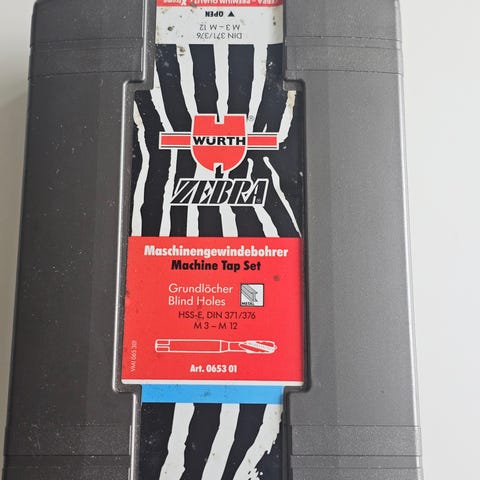 ▼ OPEN
DIN 371/376
M 3 – M 12
WÜRTH
®
ZEBRA
Maschinengewindebohrer
Machine Tap Set
Grundlöcher
Blind Holes
METAL
HSS-E, DIN 371/376
M 3 – M 12
Art. 0653 01